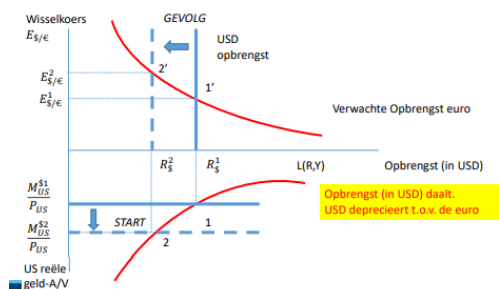 Wisselkoers
GEVOLG
E$/€
USD
opbrengst
2'
E²$/€
1'
E¹$/€
Verwachte Opbrengst euro
R²$
R¹$
L(R,Y)
Opbrengst (in USD)
M$1US
PUS
Opbrengst (in USD) daalt.
USD deprecieert t.o.v. de euro
START
1
M$2US
PUS
2
US reële
geld-A/V